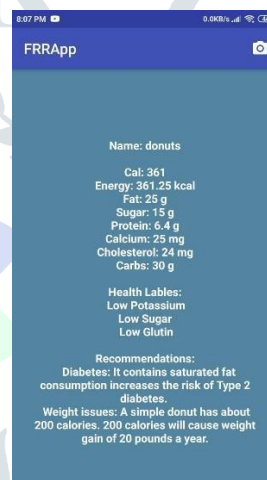 8:07 PM
0.0KB/s
FRRApp
Name: donuts
Cal: 361
Energy: 361.25 kcal
Fat: 25 g
Sugar: 15 g
Protein: 6.4 g
Calcium: 25 mg
Cholesterol: 24 mg
Carbs: 30 g
Health Lables:
Low Potassium
Low Sugar
Low Glutin
Recommendations:
Diabetes: It contains saturated fat
consumption increases the risk of Type 2
diabetes.
Weight issues: A simple donut has about
200 calories. 200 calories will cause weight
gain of 20 pounds a year.